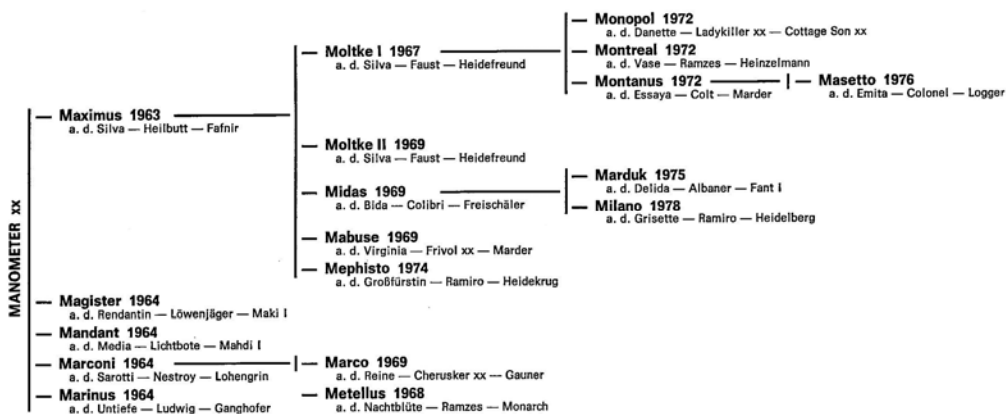 MANOMETER xx
Maximus 1963
a. d. Silva — Heilbutt — Fafnir
Moltke I 1967
a. d. Silva — Faust — Heidefreund
Monopol 1972
a. d. Danette — Ladykiller xx — Cottage Son xx
Montreal 1972
a. d. Vase — Ramzes — Heinzelmann
Montanus 1972
a. d. Essaya — Colt — Marder
Masetto 1976
a. d. Emita — Colonel — Logger
Moltke II 1969
a. d. Silva — Faust — Heidefreund
Midas 1969
a. d. Bida — Colibri — Freischäler
Marduk 1975
a. d. Delida — Albaner — Fant I
Milano 1978
a. d. Grisette — Ramiro — Heidelberg
Mabuse 1969
a. d. Virginia — Frivol xx — Marder
Mephisto 1974
a. d. Großfürstin — Ramiro — Heidekrug
Magister 1964
a. d. Rendantin — Löwenjäger — Maki I
Mandant 1964
a. d. Media — Lichtbote — Mahdi I
Marconi 1964
a. d. Sarotti — Nestroy — Lohengrin
Marco 1969
a. d. Reine — Cherusker xx — Gauner
Marinus 1964
a. d. Untiefe — Ludwig — Ganghofer
Metellus 1968
a. d. Nachtblüte — Ramzes — Monarch